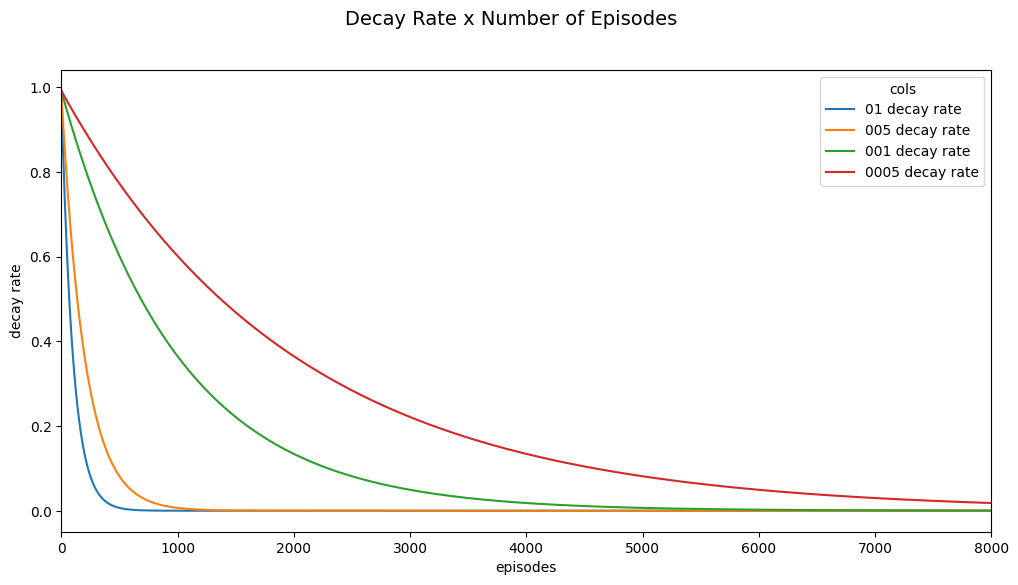 Decay Rate x Number of Episodes
cols
01 decay rate
005 decay rate
001 decay rate
0005 decay rate
decay rate
1.0
0.8
0.6
0.4
0.2
0.0
0 1000 2000 3000 4000 5000 6000 7000 8000
episodes